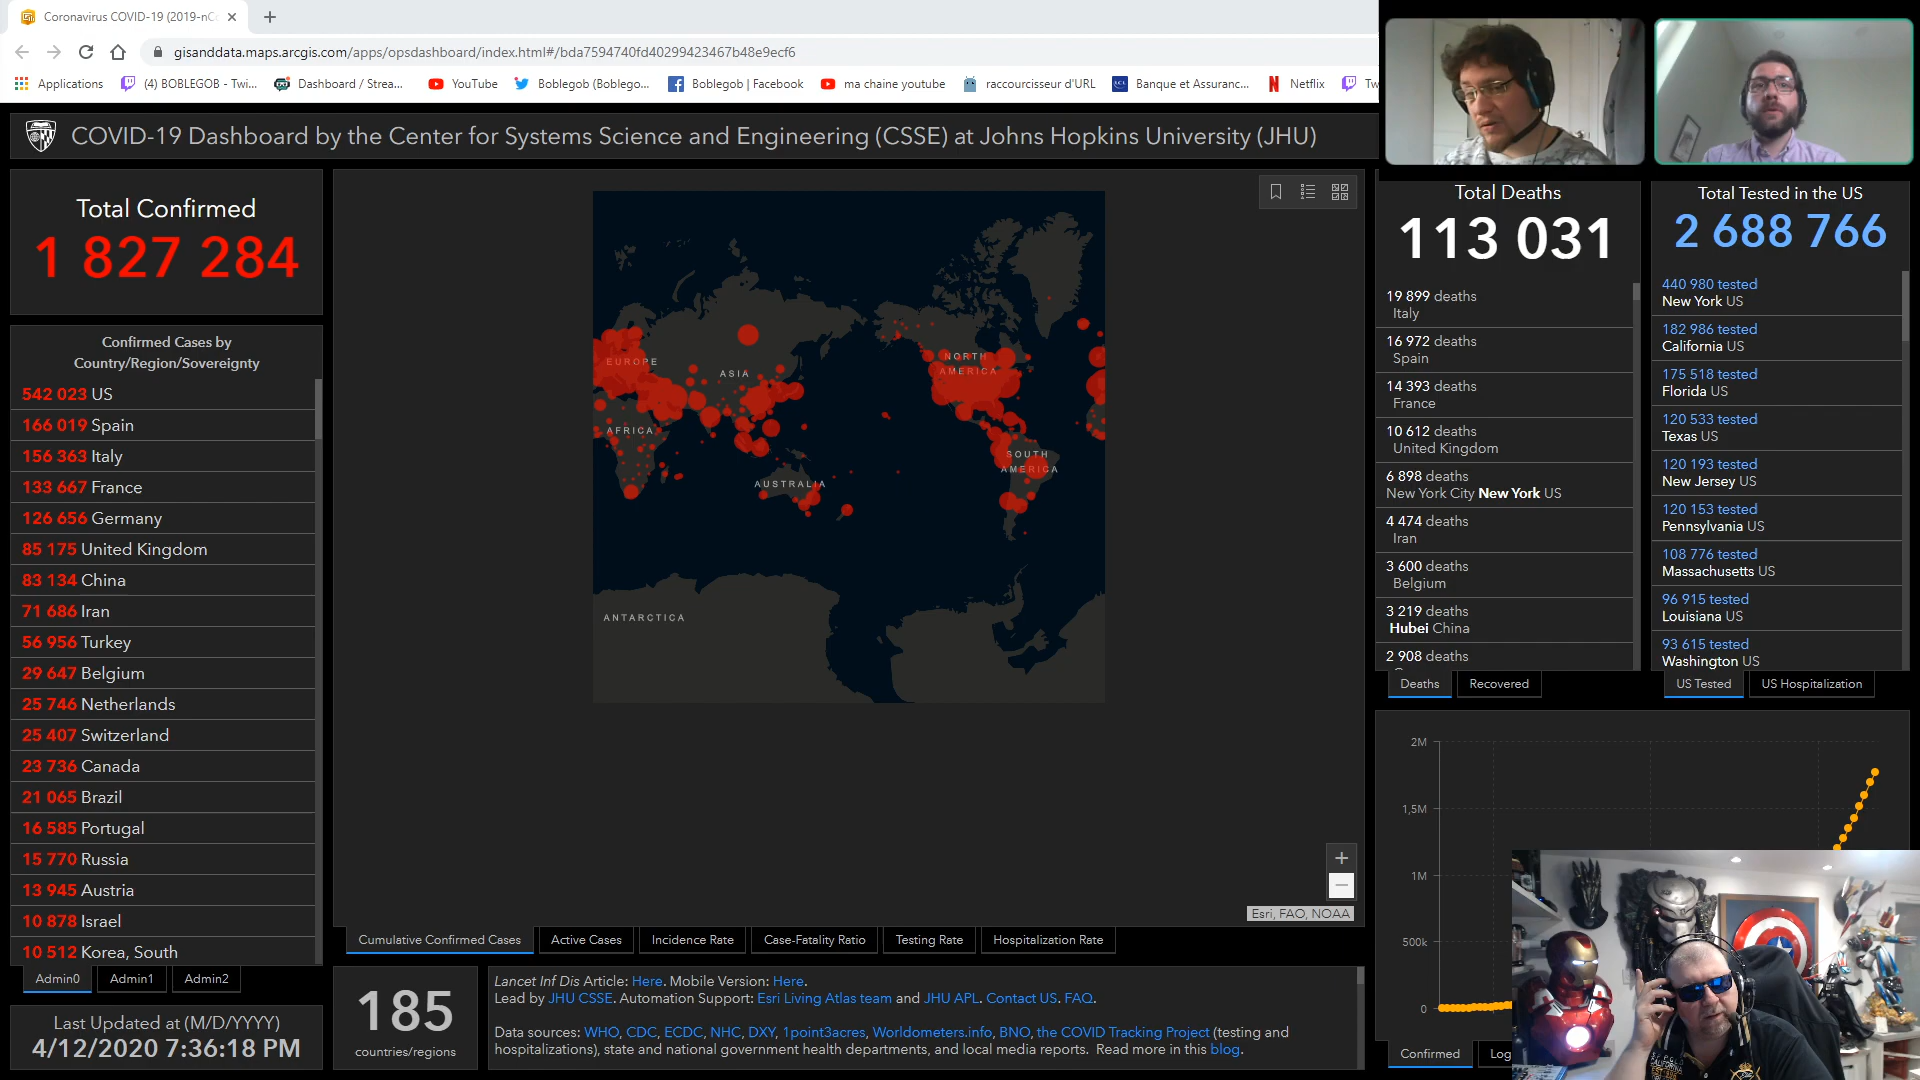 Coronavirus COVID-19 (2019-nC
gisanddata.maps.arcgis.com/apps/opsdashboard/index.html#/bda7594740fd40299423467b48e9ecf6
Applications
(4) BOBLEGOB - Twi...
Dashboard / Strea...
YouTube
Boblegob (Boblego...
Boblegob | Facebook
ma chaine youtube
raccourcisseur d'URL
Banque et Assuranc...
Netflix
Tw
COVID-19 Dashboard by the Center for Systems Science and Engineering (CSSE) at Johns Hopkins University (JHU)
Total Confirmed
1 827 284
Confirmed Cases by
Country/Region/Sovereignty
542 023 US
166 019 Spain
156 363 Italy
133 667 France
126 656 Germany
85 175 United Kingdom
83 134 China
71 686 Iran
56 956 Turkey
29 647 Belgium
25 746 Netherlands
25 407 Switzerland
23 736 Canada
21 065 Brazil
16 585 Portugal
15 770 Russia
13 945 Austria
10 878 Israel
10 512 Korea, South
Admin0
Admin1
Admin2
Last Updated at (M/D/YYYY)
4/12/2020 7:36:18 PM
EUROPE
ASIA
AFRICA
AUSTRALIA
NORTH
AMERICA
SOUTH
AMERICA
ANTARCTICA
Esri, FAO, NOAA
Cumulative Confirmed Cases
Active Cases
Incidence Rate
Case-Fatality Ratio
Testing Rate
Hospitalization Rate
185
countries/regions
Lancet Inf Dis Article: Here. Mobile Version: Here.
Lead by JHU CSSE. Automation Support: Esri Living Atlas team and JHU APL. Contact US. FAQ.
Data sources: WHO, CDC, ECDC, NHC, DXY, 1point3acres, Worldometers.info, BNO, the COVID Tracking Project (testing and
hospitalizations), state and national government health departments, and local media reports. Read more in this blog.
Total Deaths
113 031
19 899 deaths
Italy
16 972 deaths
Spain
14 393 deaths
France
10 612 deaths
United Kingdom
6 898 deaths
New York City New York US
4 474 deaths
Iran
3 600 deaths
Belgium
3 219 deaths
Hubei China
2 908 deaths
Deaths
Recovered
Total Tested in the US
2 688 766
440 980 tested
New York US
182 986 tested
California US
175 518 tested
Florida US
120 533 tested
Texas US
120 193 tested
New Jersey US
120 153 tested
Pennsylvania US
108 776 tested
Massachusetts US
96 915 tested
Louisiana US
93 615 tested
Washington US
US Tested
US Hospitalization
2M
1,5M
1M
500k
0
Confirmed
Log